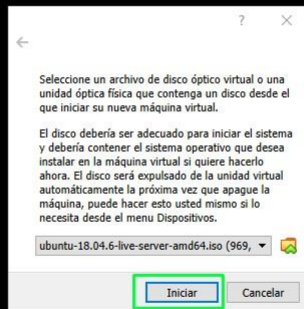 ?
Seleccione un archivo de disco óptico virtual o una
unidad óptica física que contenga un disco desde el
que iniciar su nueva máquina virtual.
El disco debería ser adecuado para iniciar el sistema
y debería contener el sistema operativo que desea
instalar en la máquina virtual si quiere hacerlo
ahora. El disco será expulsado de la unidad virtual
automáticamente la próxima vez que apague la
máquina, puede hacer esto usted mismo si lo
necesita desde el menu Dispositivos.
ubuntu-18.04.6-live-server-amd64.iso (969,
Iniciar Cancelar